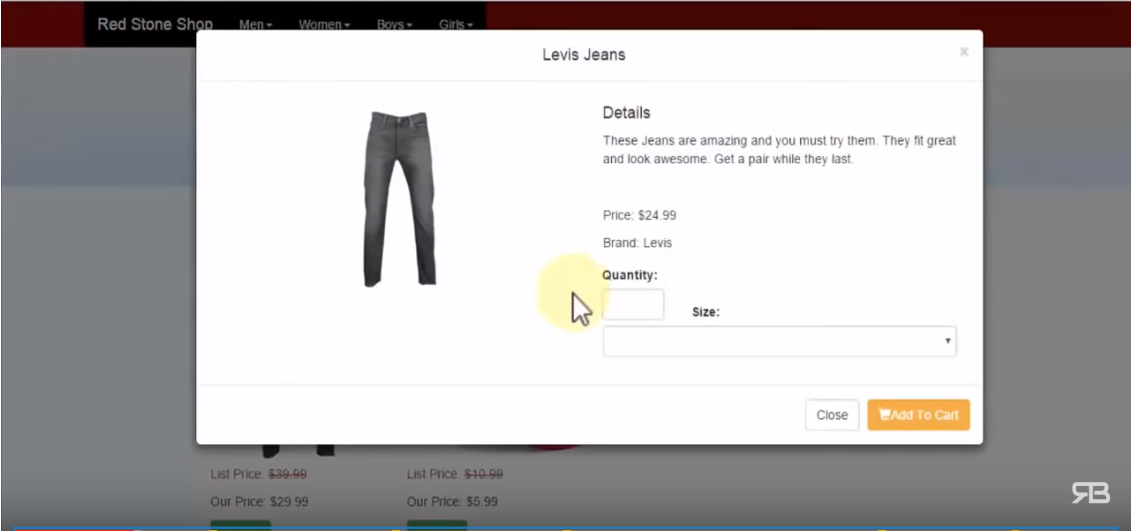 Red Stone Shop Men Women Boys Girls
Levis Jeans
×
Details
These Jeans are amazing and you must try them. They fit great
and look awesome. Get a pair while they last.
Price: $24.99
Brand: Levis
Quantity:
Size:
Close Add To Cart
List Price: $39.99 List Price: $10.99
Our Price: $29.99 Our Price: $5.99
RB